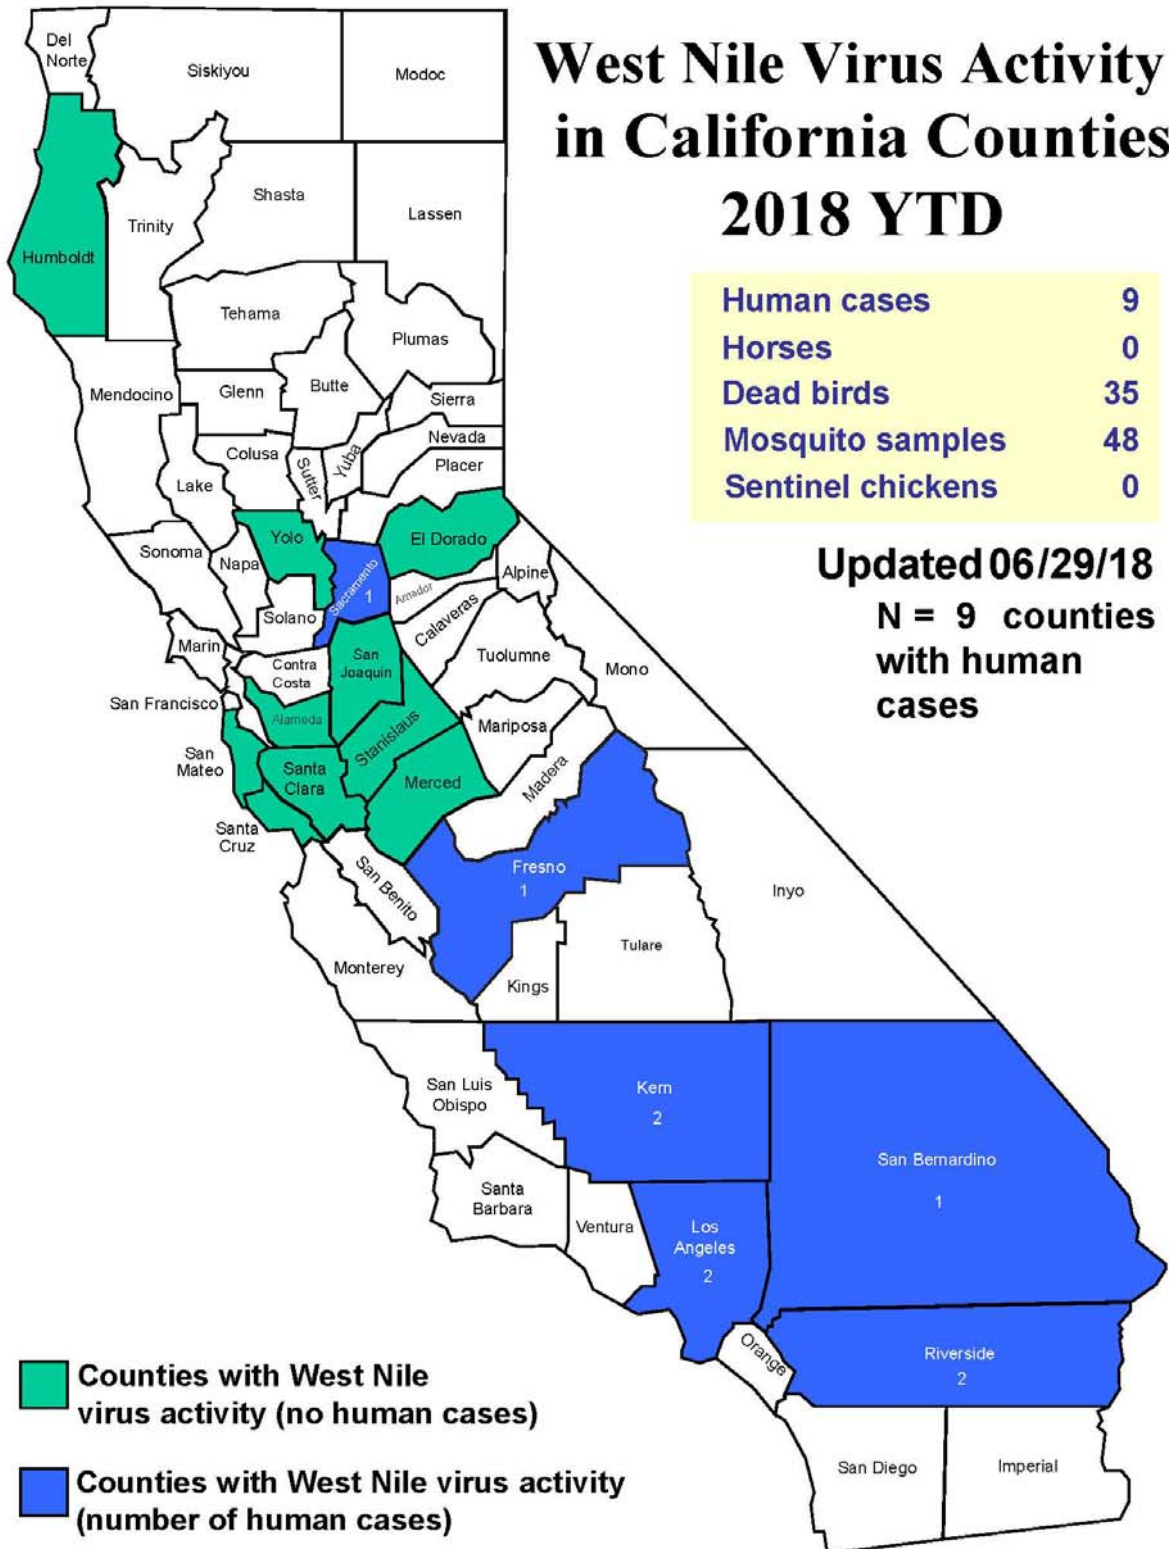 West Nile Virus Activity
in California Counties
2018 YTD
Human cases 9
Horses 0
Dead birds 35
Mosquito samples 48
Sentinel chickens 0
Updated 06/29/18
N = 9 counties
with human
cases
Del
Norte
Siskiyou
Modoc
Humboldt
Trinity
Shasta
Lassen
Tehama
Plumas
Mendocino
Glenn
Butte
Sierra
Nevada
Colusa
Sutter
Yuba
Placer
Lake
Yolo
El Dorado
Sonoma
Napa
Sacramento
1
Amador
Alpine
Solano
Calaveras
Marin
Contra
Costa
San
Joaquin
Tuolumne
Mono
San Francisco
Alameda
Stanislaus
Mariposa
San
Mateo
Santa
Clara
Merced
Madera
Santa
Cruz
San Benito
Fresno
1
Inyo
Monterey
Kings
Tulare
San Luis
Obispo
Kern
2
San Bernardino
1
Santa
Barbara
Ventura
Los
Angeles
2
Orange
Riverside
2
San Diego
Imperial
Counties with West Nile
virus activity (no human cases)
Counties with West Nile virus activity
(number of human cases)